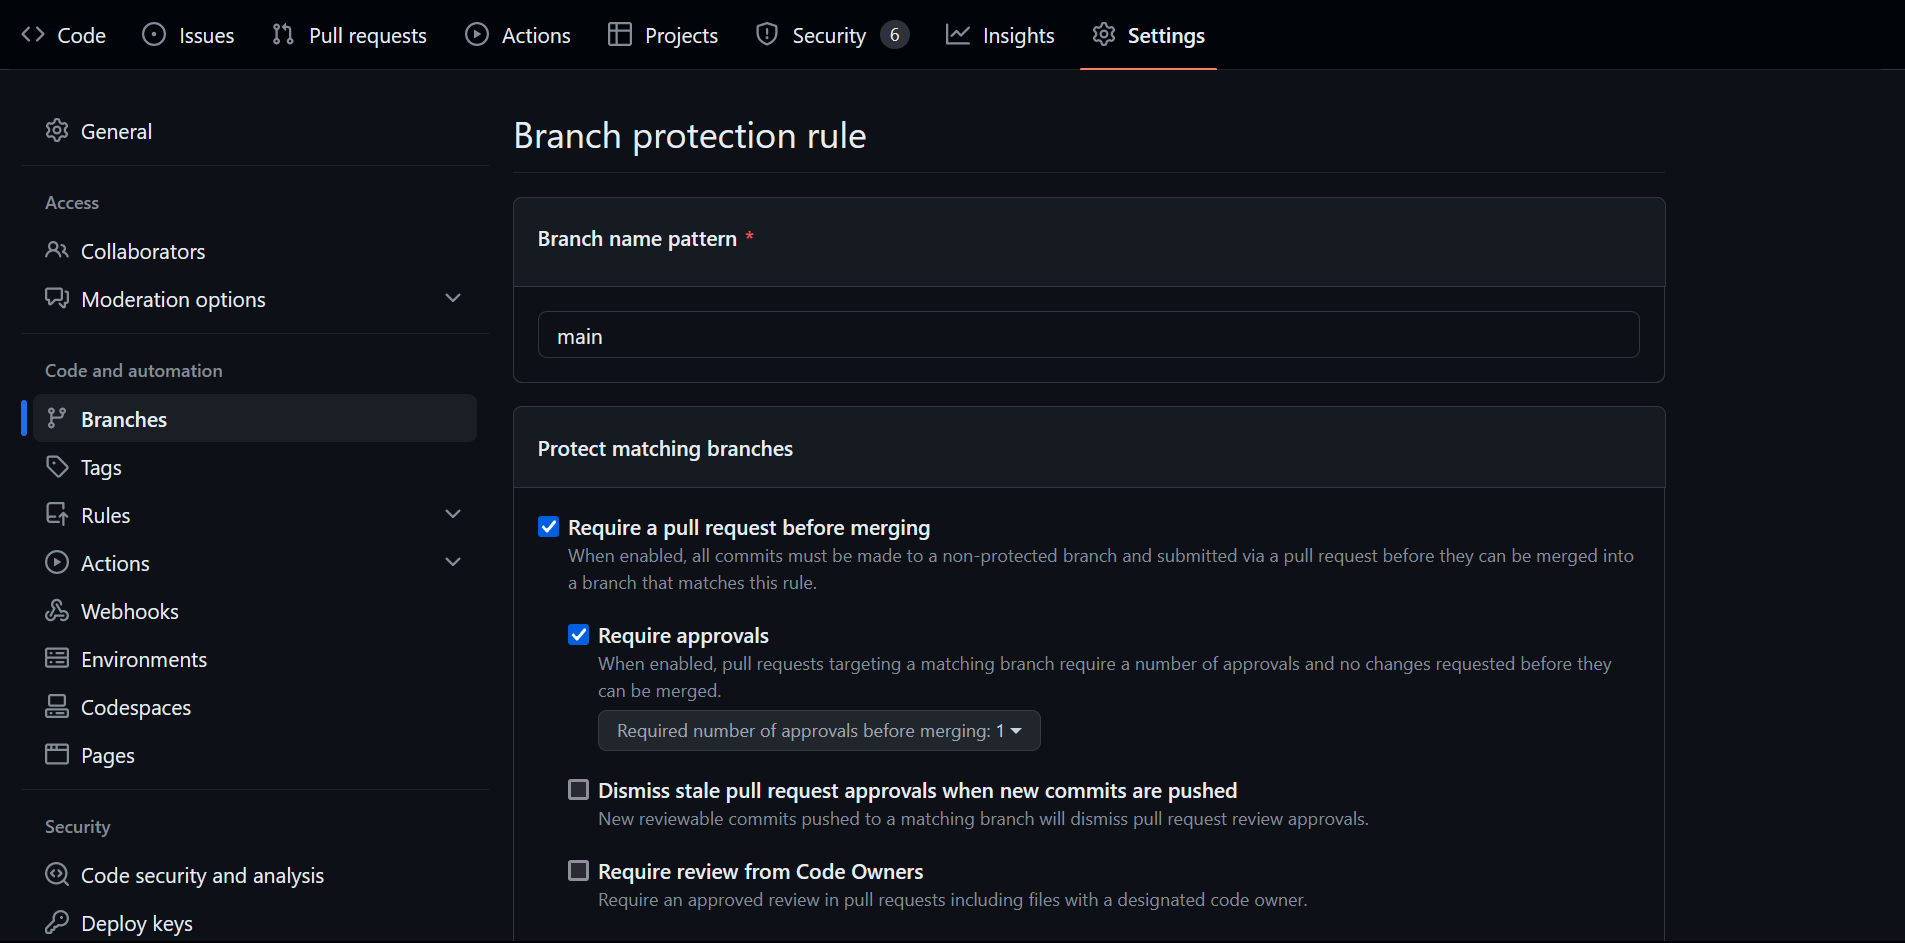 Code Issues Pull requests Actions Projects Security 6 Insights Settings
General
Access
Collaborators
Moderation options
Code and automation
Branches
Tags
Rules
Actions
Webhooks
Environments
Codespaces
Pages
Security
Code security and analysis
Deploy keys
Branch protection rule
Branch name pattern *
main
Protect matching branches
Require a pull request before merging
When enabled, all commits must be made to a non-protected branch and submitted via a pull request before they can be merged into
a branch that matches this rule.
Require approvals
When enabled, pull requests targeting a matching branch require a number of approvals and no changes requested before they
can be merged.
Required number of approvals before merging: 1
Dismiss stale pull request approvals when new commits are pushed
New reviewable commits pushed to a matching branch will dismiss pull request review approvals.
Require review from Code Owners
Require an approved review in pull requests including files with a designated code owner.